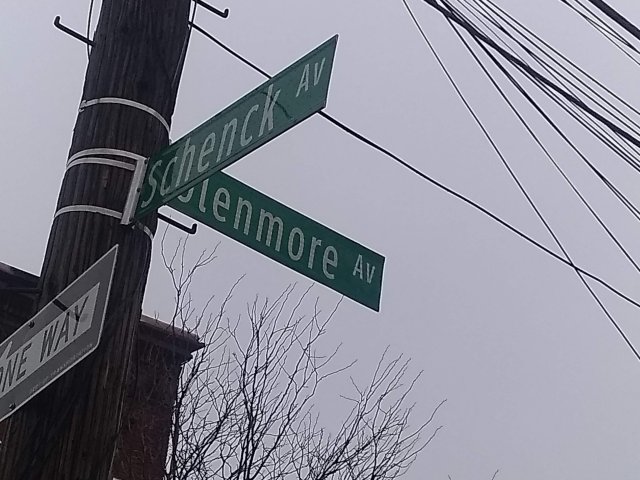 Schenck Av
Glenmore Av
ONE WAY